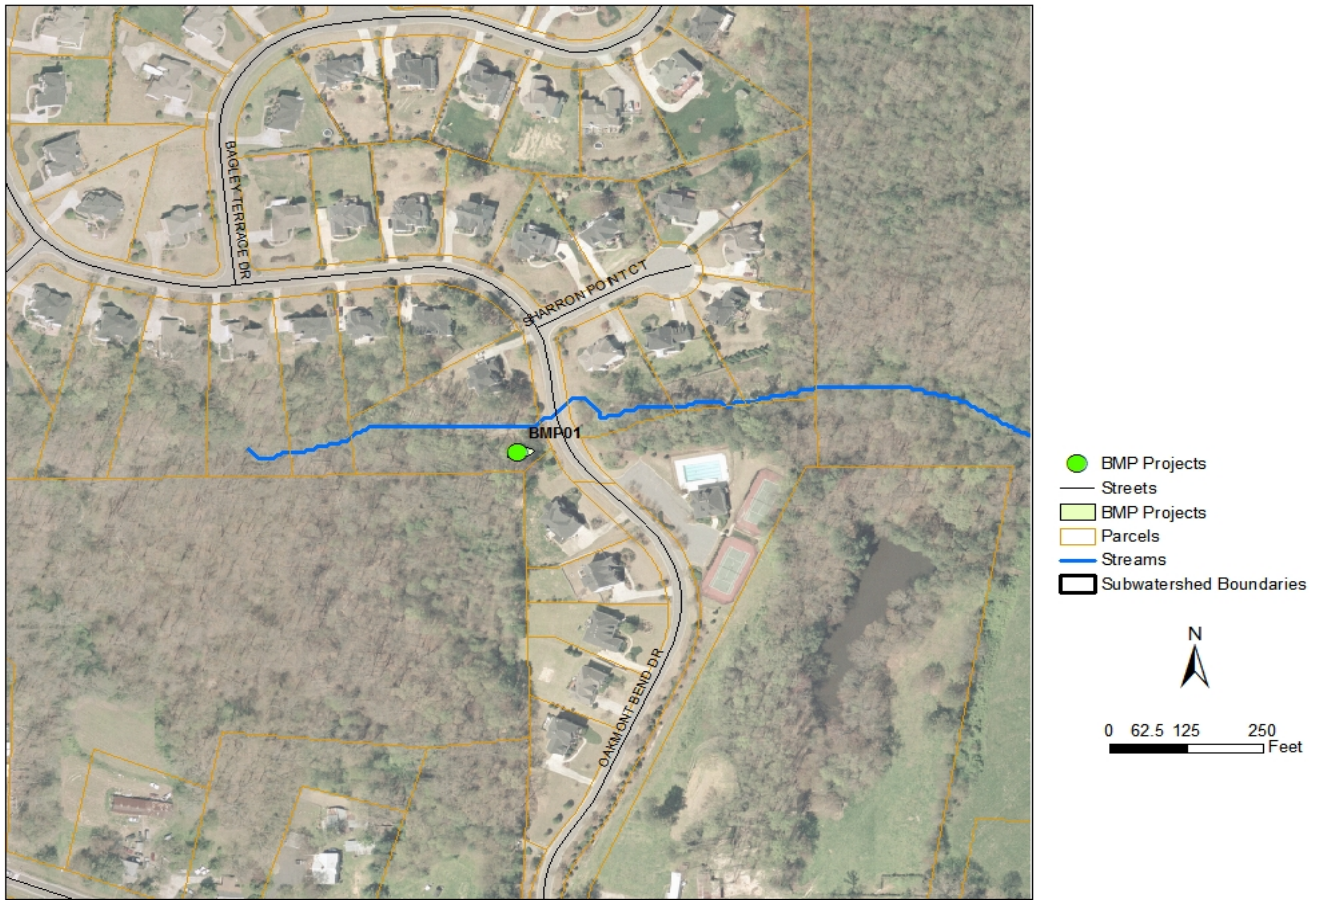 BAGLEY TERRACE DR
SHARRON POINT CT
BMP01
OAKMONT BEND DR
BMP Projects
Streets
BMP Projects
Parcels
Streams
Subwatershed Boundaries
N
0 62.5 125 250
Feet